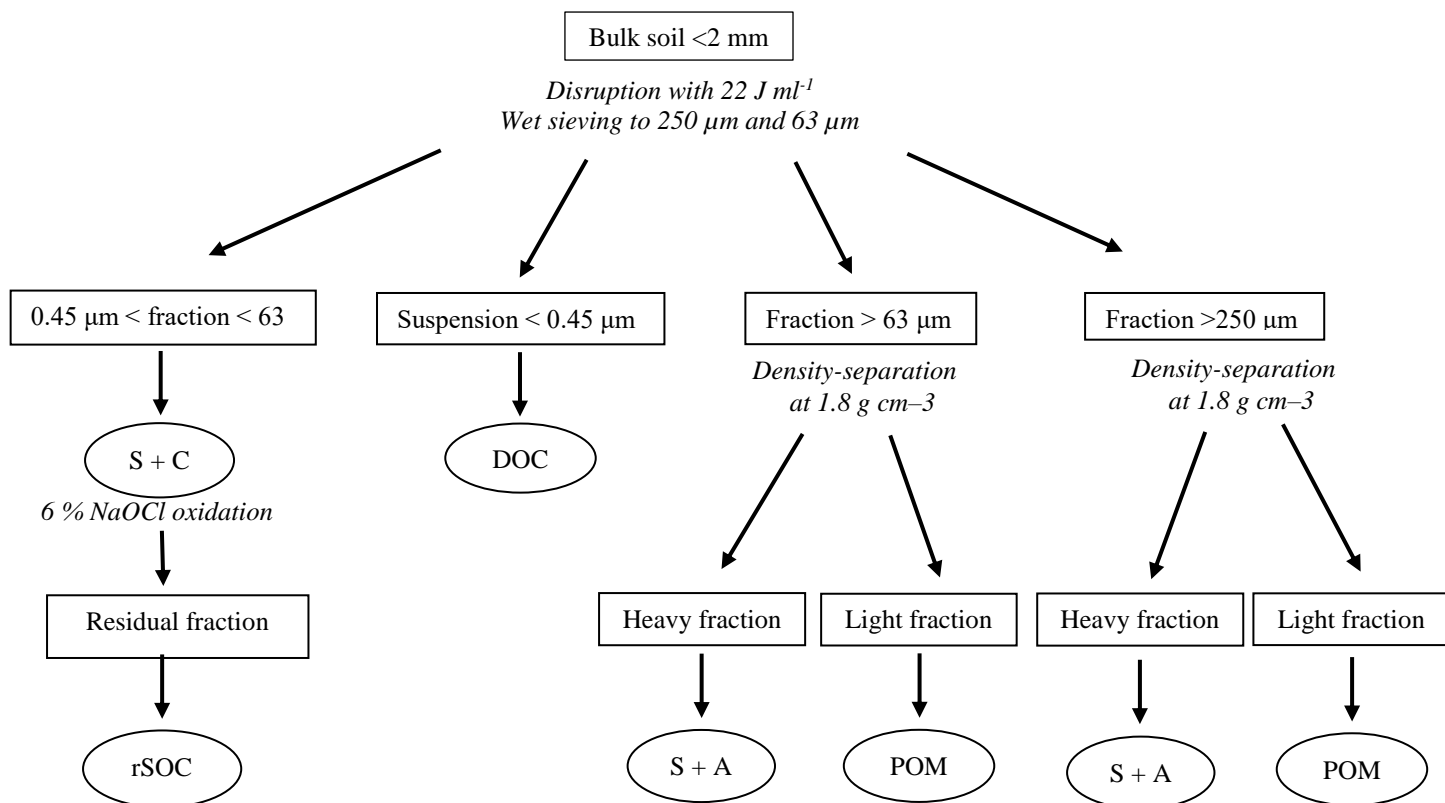 Bulk soil <2 mm
Disruption with 22 J ml-1
Wet sieving to 250 µm and 63 µm
0.45 µm < fraction < 63
Suspension < 0.45 µm
Fraction > 63 µm
Fraction >250 µm
Density-separation
at 1.8 g cm–3
Density-separation
at 1.8 g cm–3
S + C
DOC
6 % NaOCl oxidation
Residual fraction
Heavy fraction
Light fraction
Heavy fraction
Light fraction
rSOC
S + A
POM
S + A
POM